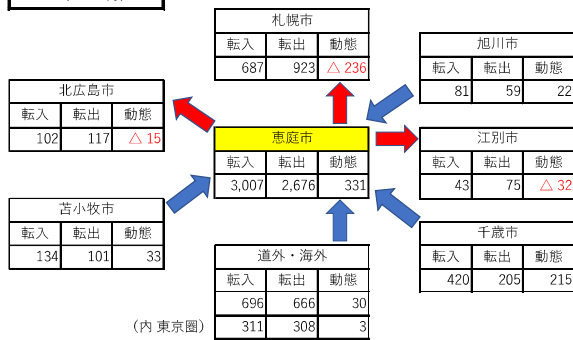 札幌市
転入 転出 動態
687 923 △ 236
旭川市
転入 転出 動態
81 59 22
北広島市
転入 転出 動態
102 117 △ 15
恵庭市
転入 転出 動態
3,007 2,676 331
江別市
転入 転出 動態
43 75 △ 32
苫小牧市
転入 転出 動態
134 101 33
道外・海外
転入 転出 動態
696 666 30
(内 東京圏) 311 308 3
千歳市
転入 転出 動態
420 205 215